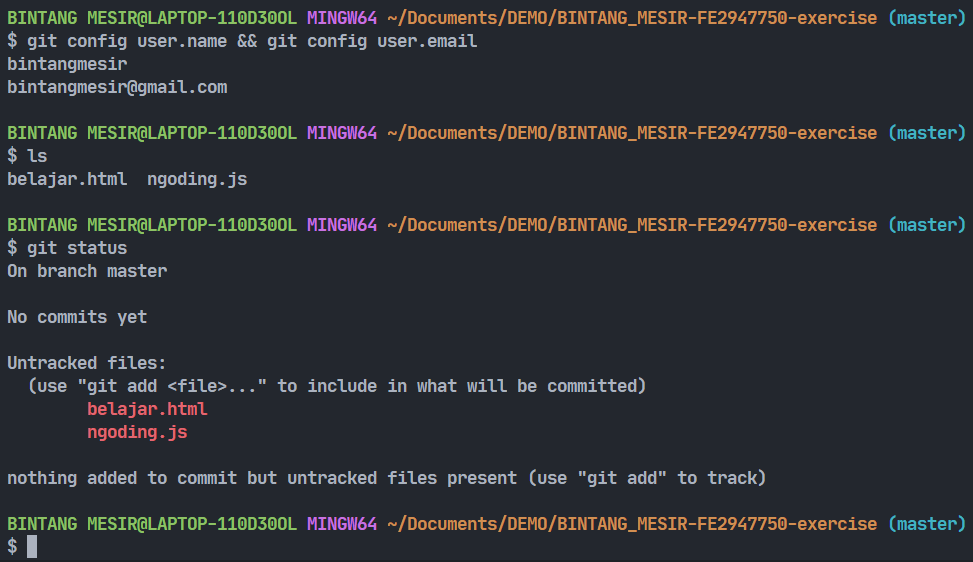 BINTANG MESIR@LAPTOP-110D30OL MINGW64 ~/Documents/DEMO/BINTANG_MESIR-FE2947750-exercise (master)
$ git config user.name && git config user.email
bintangmesir
bintangmesir@gmail.com
BINTANG MESIR@LAPTOP-110D30OL MINGW64 ~/Documents/DEMO/BINTANG_MESIR-FE2947750-exercise (master)
$ ls
belajar.html  ngoding.js
BINTANG MESIR@LAPTOP-110D30OL MINGW64 ~/Documents/DEMO/BINTANG_MESIR-FE2947750-exercise (master)
$ git status
On branch master
No commits yet
Untracked files:
  (use "git add <file>..." to include in what will be committed)
        belajar.html
        ngoding.js
nothing added to commit but untracked files present (use "git add" to track)
BINTANG MESIR@LAPTOP-110D30OL MINGW64 ~/Documents/DEMO/BINTANG_MESIR-FE2947750-exercise (master)
$